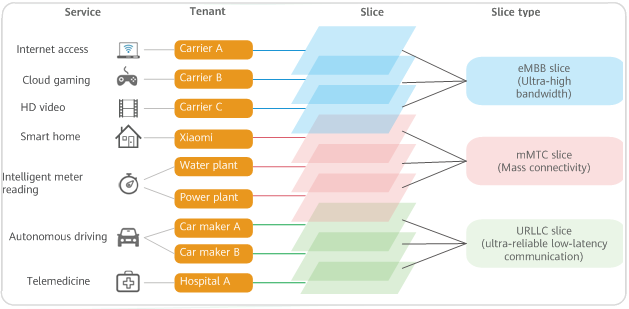 Service
Tenant
Slice
Slice type
Internet access
Carrier A
Cloud gaming
Carrier B
HD video
Carrier C
eMBB slice
(Ultra-high
bandwidth)
Smart home
Xiaomi
Intelligent meter
reading
Water plant
Power plant
mMTC slice
(Mass connectivity)
Autonomous driving
Car maker A
Car maker B
Telemedicine
Hospital A
URLLC slice
(ultra-reliable low-latency
communication)